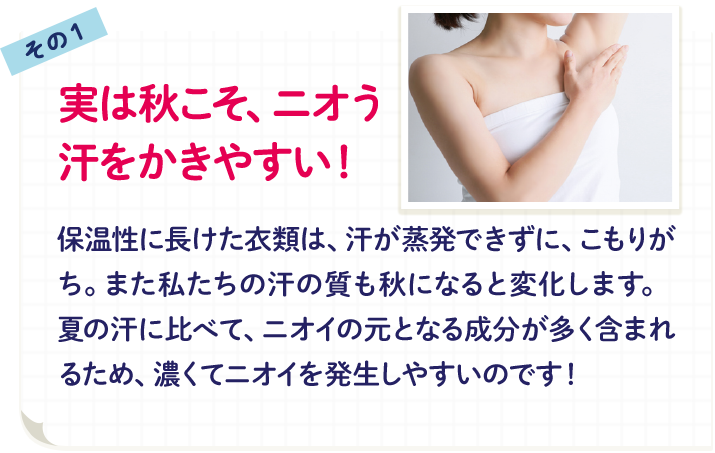 その1
実は秋こそ、ニオう
汗をかきやすい！
保温性に長けた衣類は、汗が蒸発できずに、こもりが
ち。また私たちの汗の質も秋になると変化します。
夏の汗に比べて、ニオイの元となる成分が多く含まれ
るため、濃くてニオイを発生しやすいのです！